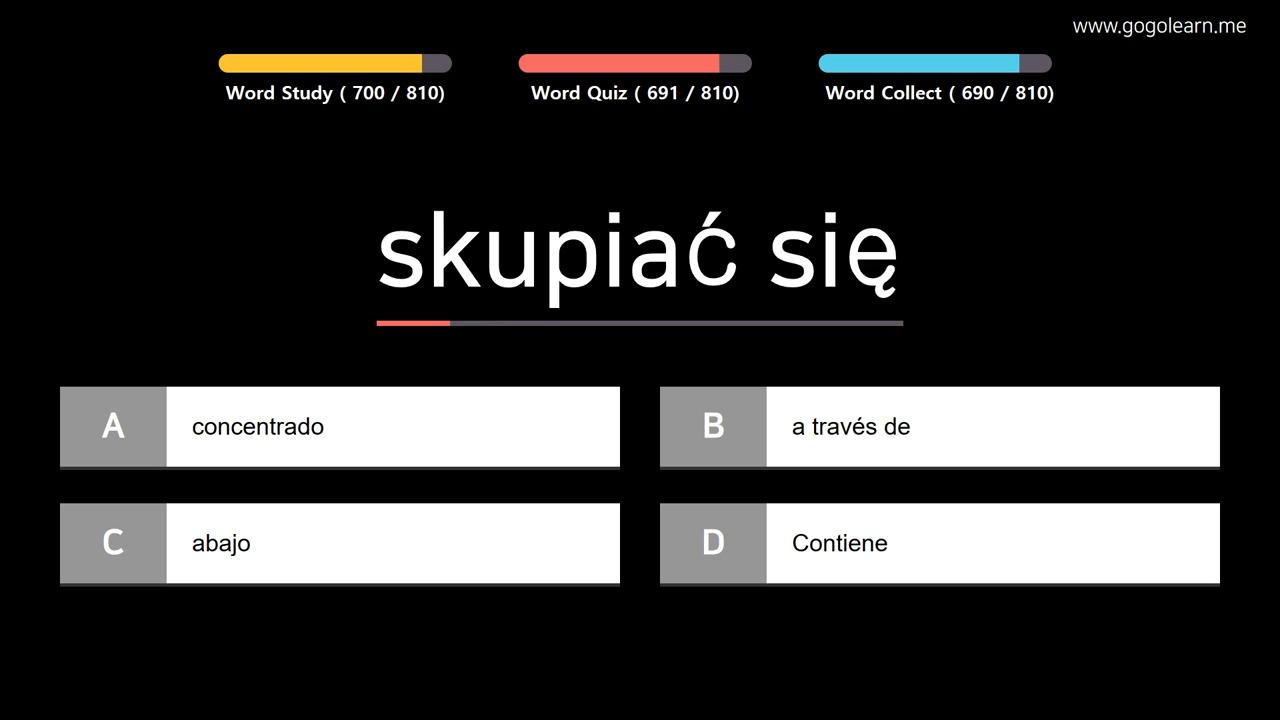 www.gogolearn.me
Word Study ( 700 / 810)
Word Quiz ( 691 / 810)
Word Collect ( 690 / 810)
skupiać się
A concentrado
B a través de
C abajo
D Contiene